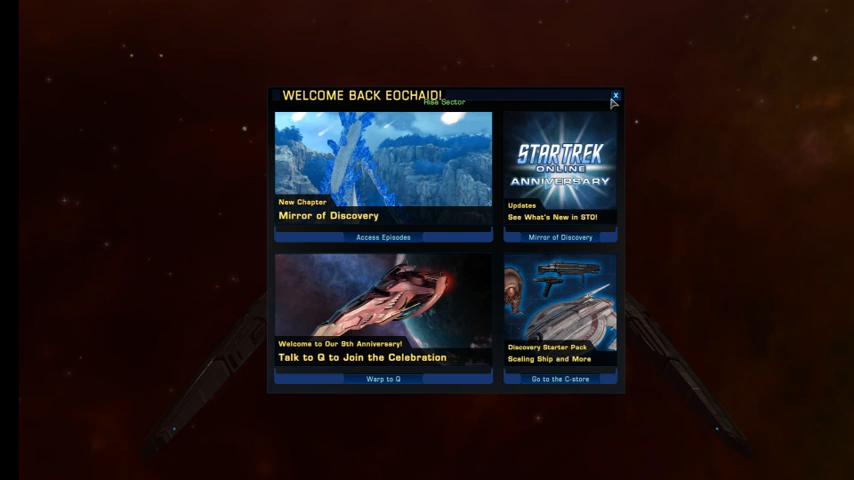 WELCOME BACK EOCHAID!
Risa Sector
x
New Chapter
Mirror of Discovery
Access Episodes
STAR TREK
ONLINE
ANNIVERSARY
Updates
See What's New in STO!
Mirror of Discovery
Welcome to Our 9th Anniversary!
Talk to Q to Join the Celebration
Warp to Q
Discovery Starter Pack
Scaling Ship and More
Go to the C-store